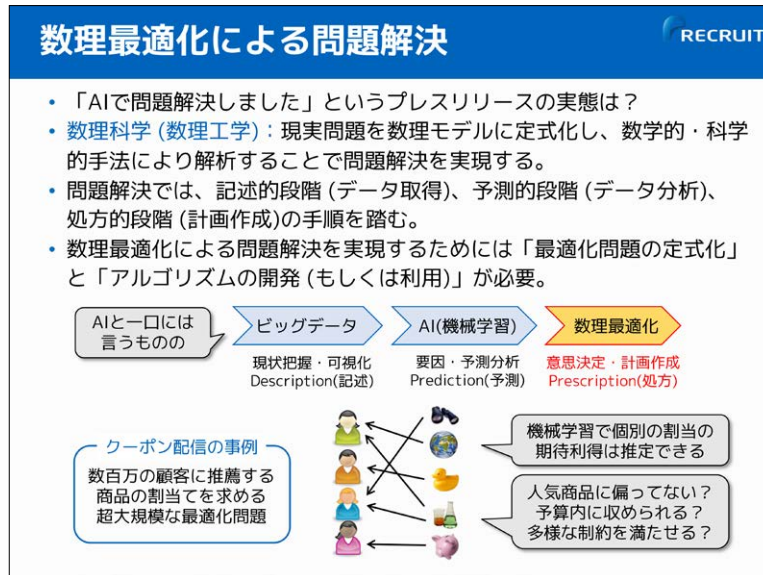 数理最適化による問題解決
RECRUIT
• 「AIで問題解決しました」というプレスリリースの実態は？
• 数理科学 (数理工学)：現実問題を数理モデルに定式化し、数学的・科学
的手法により解析することで問題解決を実現する。
• 問題解決では、記述的段階 (データ取得)、予測的段階 (データ分析)、
処方的段階 (計画作成)の手順を踏む。
• 数理最適化による問題解決を実現するためには「最適化問題の定式化」
と「アルゴリズムの開発 (もしくは利用)」が必要。
AIと一口には
言うものの
ビッグデータ
現状把握・可視化
Description(記述)
AI(機械学習)
要因・予測分析
Prediction(予測)
数理最適化
意思決定・計画作成
Prescription(処方)
クーポン配信の事例
数百万の顧客に推薦する
商品の割当てを求める
超大規模な最適化問題
機械学習で個別の割当の
期待利得は推定できる
人気商品に偏ってない？
予算内に収められる？
多様な制約を満たせる？